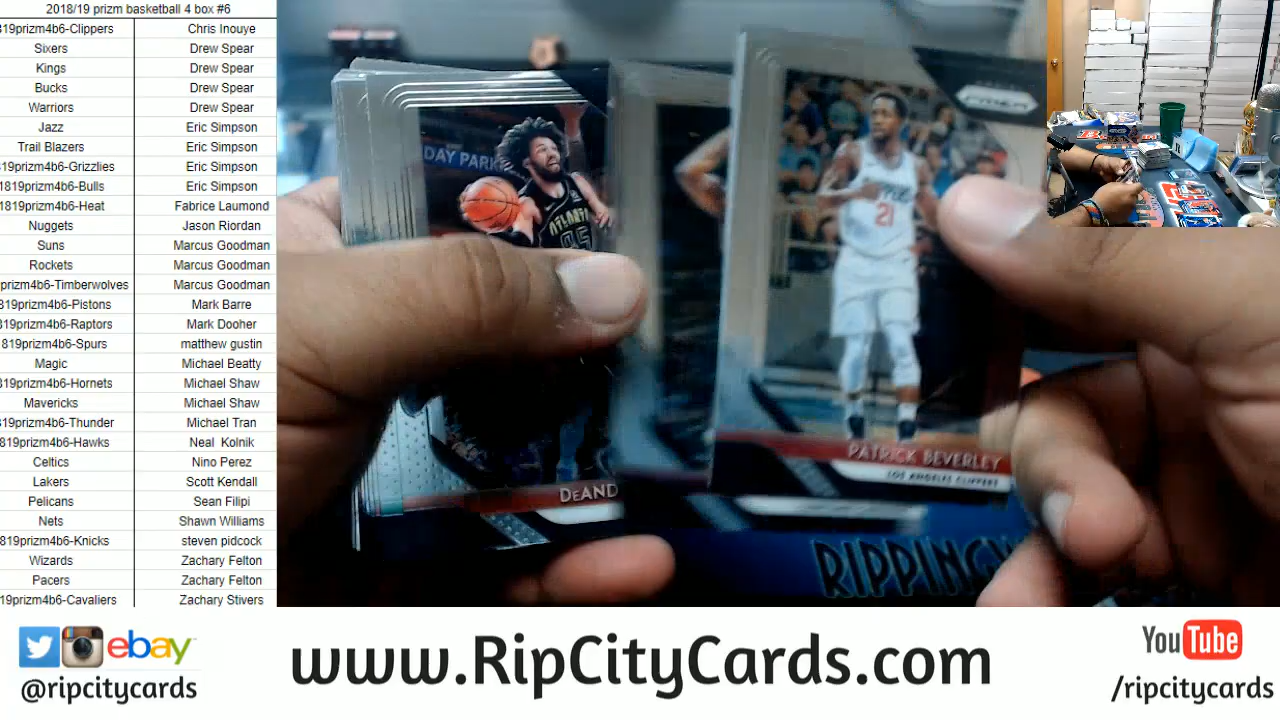 2018/19 prizm basketball 4 box #6
819prizm4b6-Clippers Chris Inouye
Sixers Drew Spear
Kings Drew Spear
Bucks Drew Spear
Warriors Drew Spear
Jazz Eric Simpson
Trail Blazers Eric Simpson
819prizm4b6-Grizzlies Eric Simpson
1819prizm4b6-Bulls Eric Simpson
1819prizm4b6-Heat Fabrice Laumond
Nuggets Jason Riordan
Suns Marcus Goodman
Rockets Marcus Goodman
prizm4b6-Timberwolves Marcus Goodman
819prizm4b6-Pistons Mark Barre
819prizm4b6-Raptors Mark Dooher
1819prizm4b6-Spurs matthew gustin
Magic Michael Beatty
819prizm4b6-Hornets Michael Shaw
Mavericks Michael Shaw
819prizm4b6-Thunder Michael Tran
819prizm4b6-Hawks Neal Kolnik
Celtics Nino Perez
Lakers Scott Kendall
Pelicans Sean Filipi
Nets Shawn Williams
819prizm4b6-Knicks steven pidcock
Wizards Zachary Felton
Pacers Zachary Felton
19prizm4b6-Cavaliers Zachary Stivers
DAY PARK
ATLANTA
95
DeAND
PRIZM
CLIPPERS
21
PATRICK BEVERLEY
LOS ANGELES CLIPPERS
RIPPING
ebay
@ripcitycards
www.RipCityCards.com
YouTube
/ripcitycards